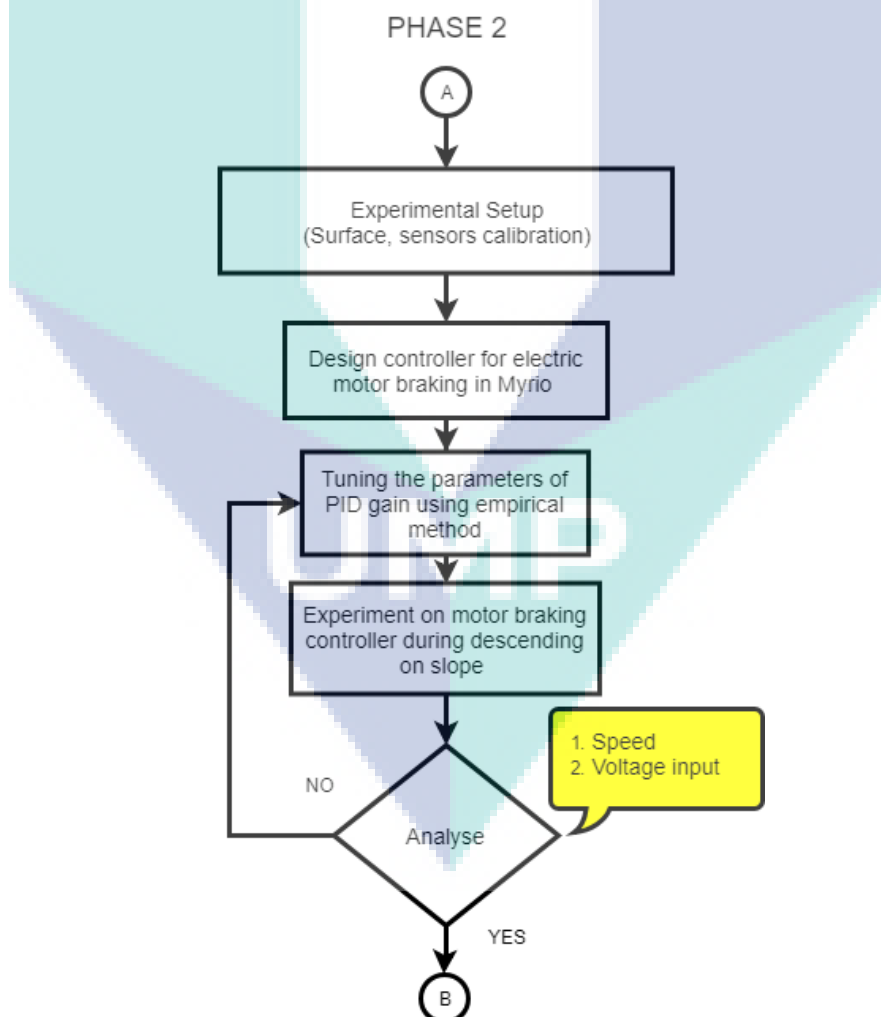 PHASE 2
A
Experimental Setup
(Surface, sensors calibration)
Design controller for electric
motor braking in Myrio
Tuning the parameters of
PID gain using empirical
method
UMP
Experiment on motor braking
controller during descending
on slope
1. Speed
2. Voltage input
NO
Analyse
YES
B